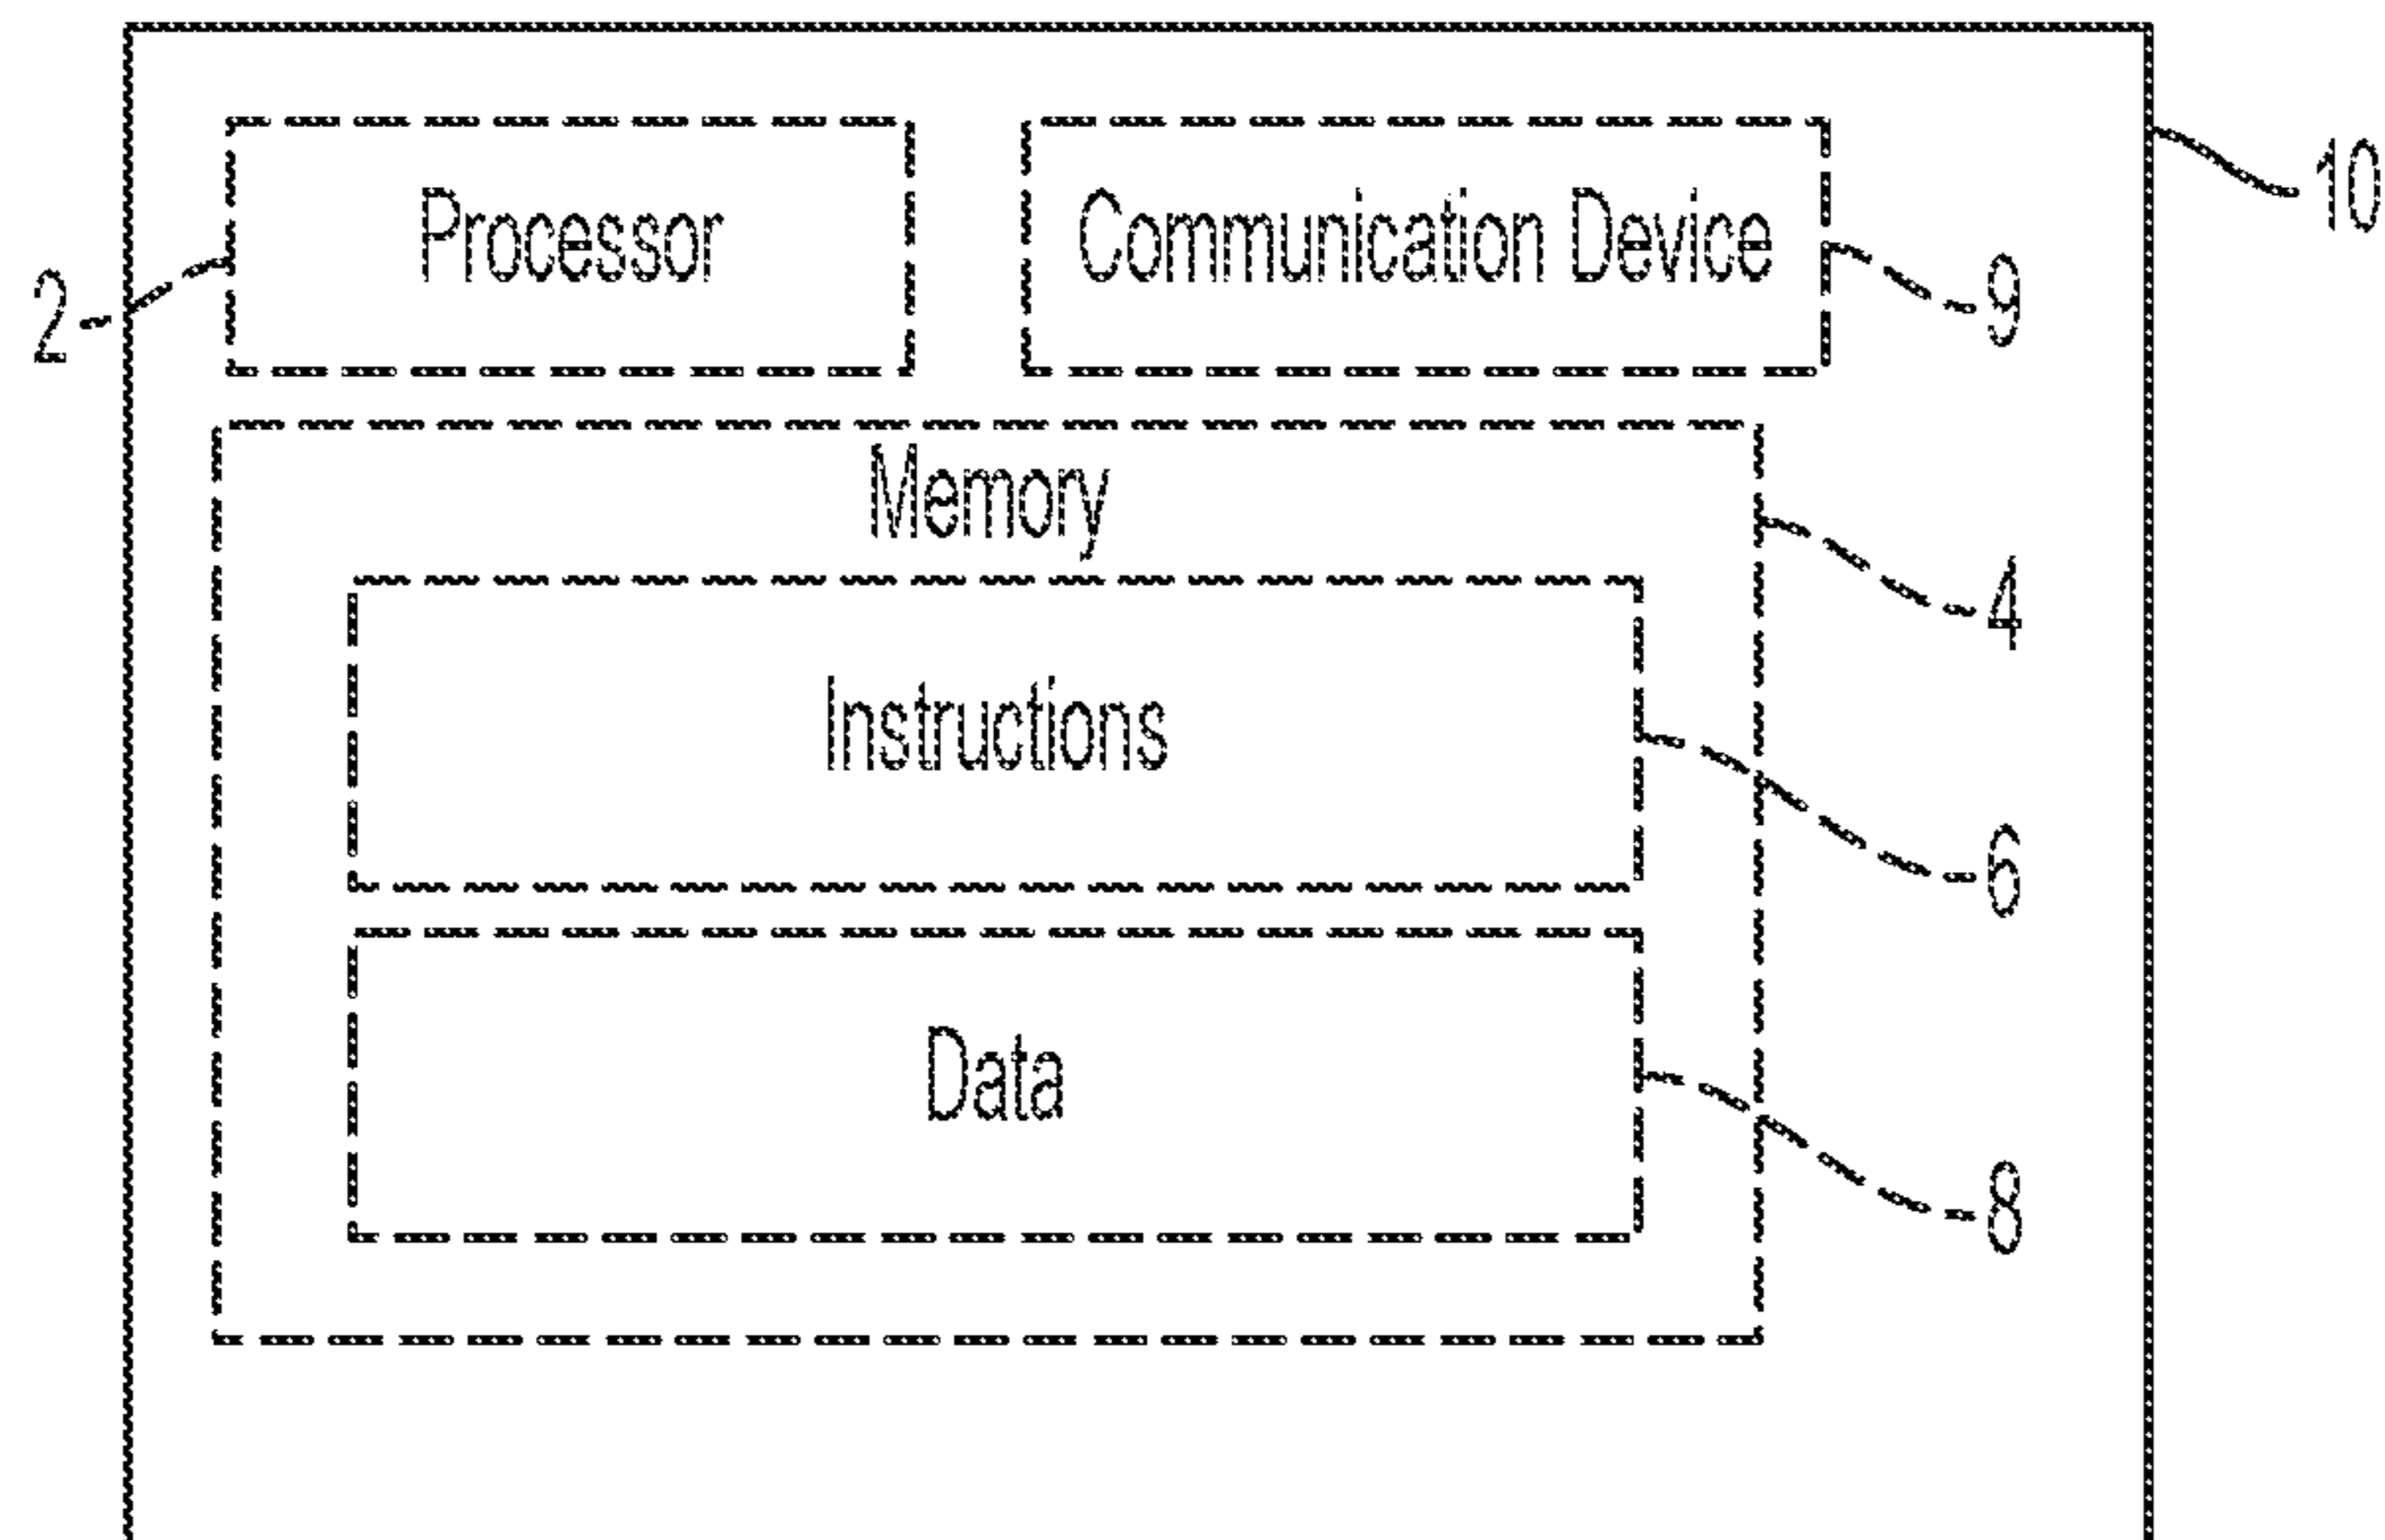 10
Processor
Communication Device
2
9
Memory
4
Instructions
6
Data
8